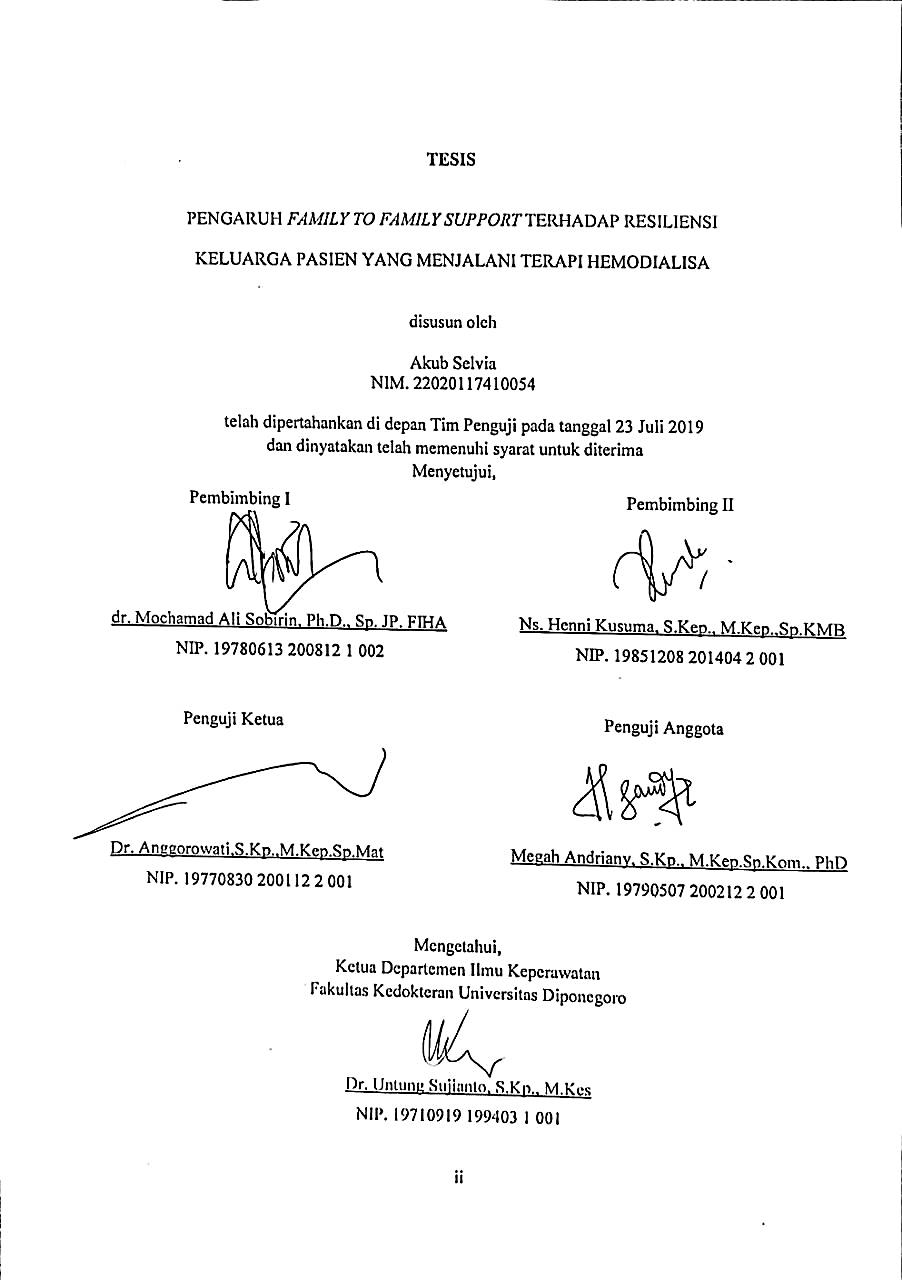 TESIS
PENGARUH FAMILY TO FAMILY SUPPORT TERHADAP RESILIENSI
KELUARGA PASIEN YANG MENJALANI TERAPI HEMODIALISA
disusun oleh
Akub Selvia
NIM. 22020117410054
telah dipertahankan di depan Tim Penguji pada tanggal 23 Juli 2019
dan dinyatakan telah memenuhi syarat untuk diterima
Menyetujui,
Pembimbing I
Pembimbing II
dr. Mochamad Ali Sobirin, Ph.D., Sp. JP. FIHA
Ns. Henni Kusuma, S.Kep., M.Kep.,Sp.KMB
NIP. 19780613 200812 1 002
NIP. 19851208 201404 2 001
Penguji Ketua
Penguji Anggota
Dr. Anggorowati,S.Kp.,M.Kep.Sp.Mat
Megah Andriany, S.Kp., M.Kep.Sp.Kom., PhD
NIP. 19770830 200112 2 001
NIP. 19790507 200212 2 001
Mengetahui,
Ketua Departemen Ilmu Keperawatan
Fakultas Kedokteran Universitas Diponegoro
Dr. Untung Sujianto, S.Kp., M.Kes
NIP. 19710919 199403 1 001
ii